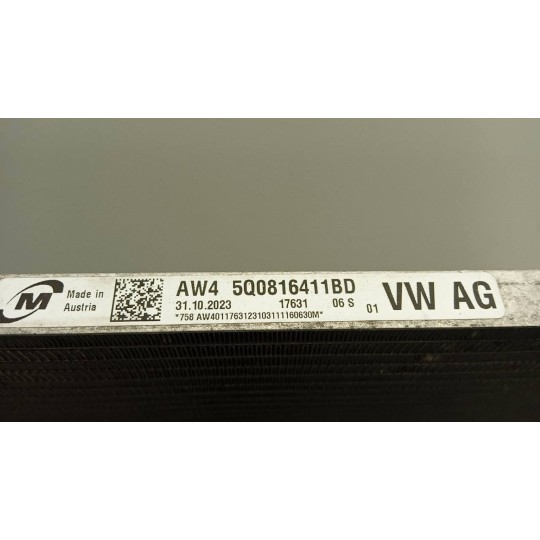 M
Made in
Austria
AW4 5Q0816411BD
31.10.2023 17631 06 S
*758 AW4011763123103111160630M*
01 VW AG